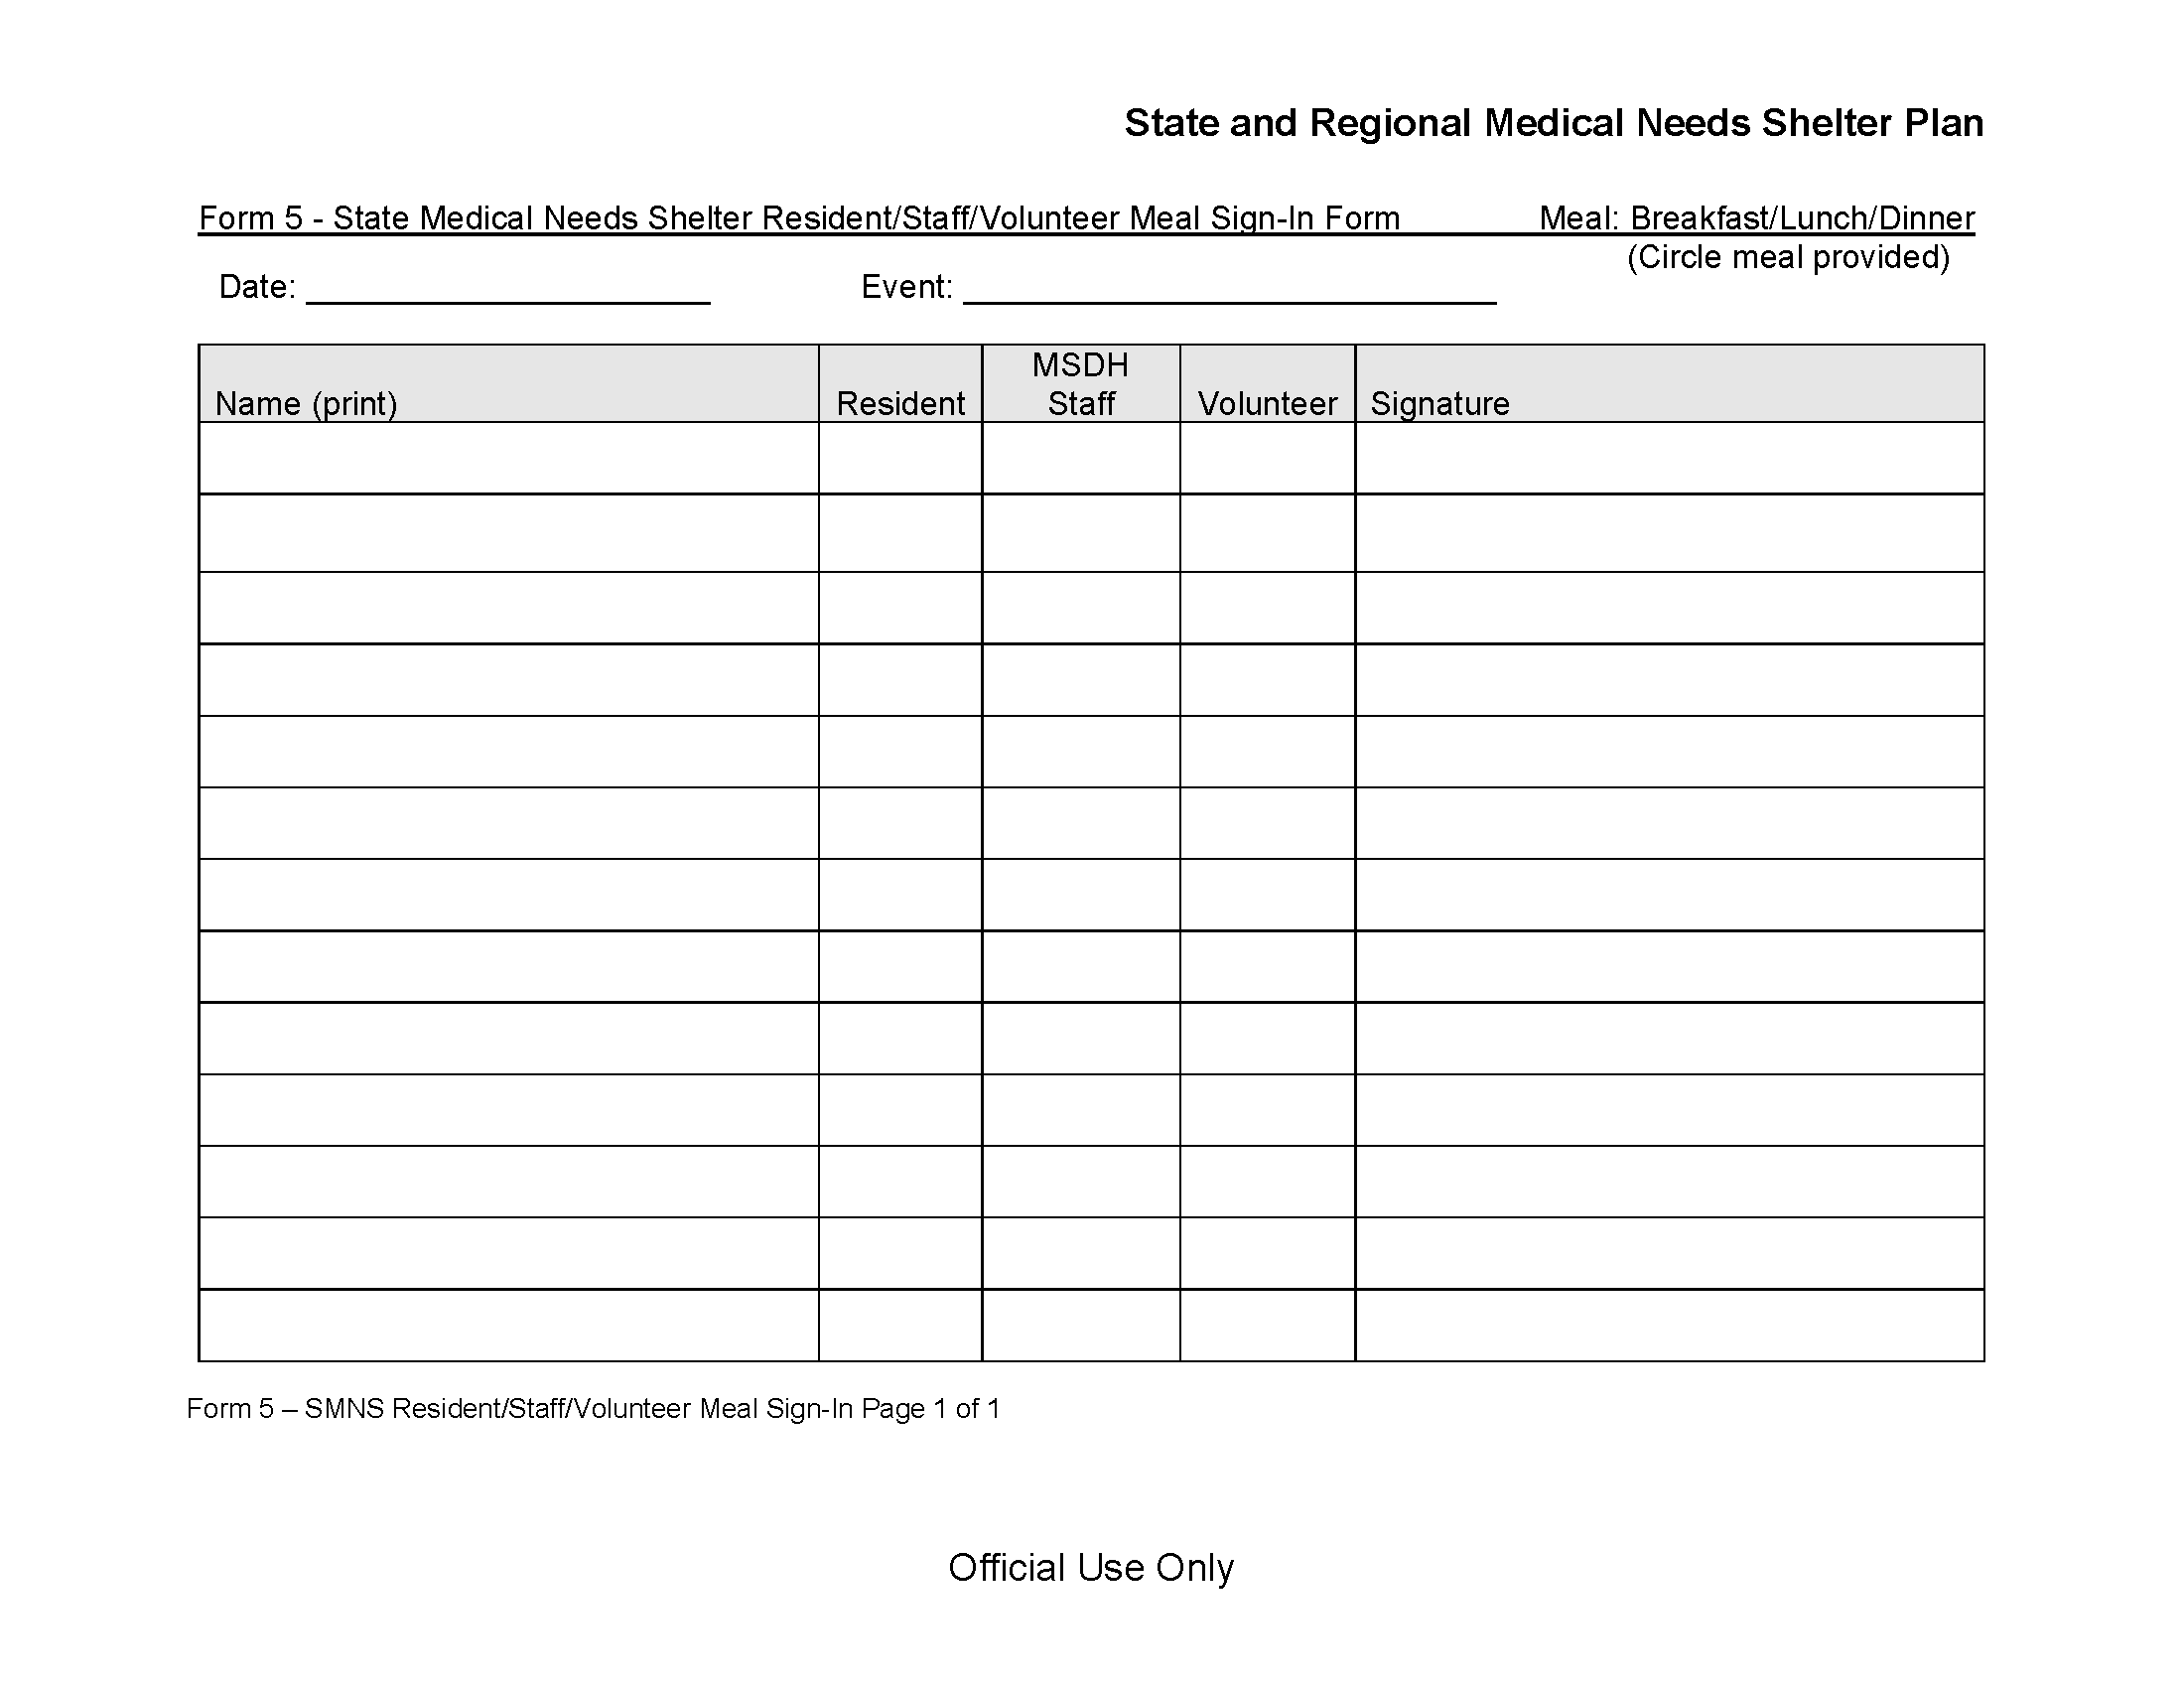 State and Regional Medical Needs Shelter Plan
Form 5 - State Medical Needs Shelter Resident/Staff/Volunteer Meal Sign-In Form Meal: Breakfast/Lunch/Dinner
(Circle meal provided)
Date: Event:
MSDH
Name (print) Resident Staff Volunteer Signature
Form 5 – SMNS Resident/Staff/Volunteer Meal Sign-In Page 1 of 1
Official Use Only